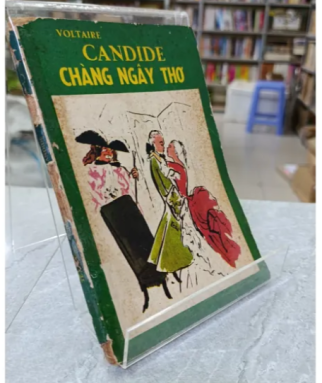 VOLTAIRE
CANDIDE
CHÀNG NGÂY THƠ